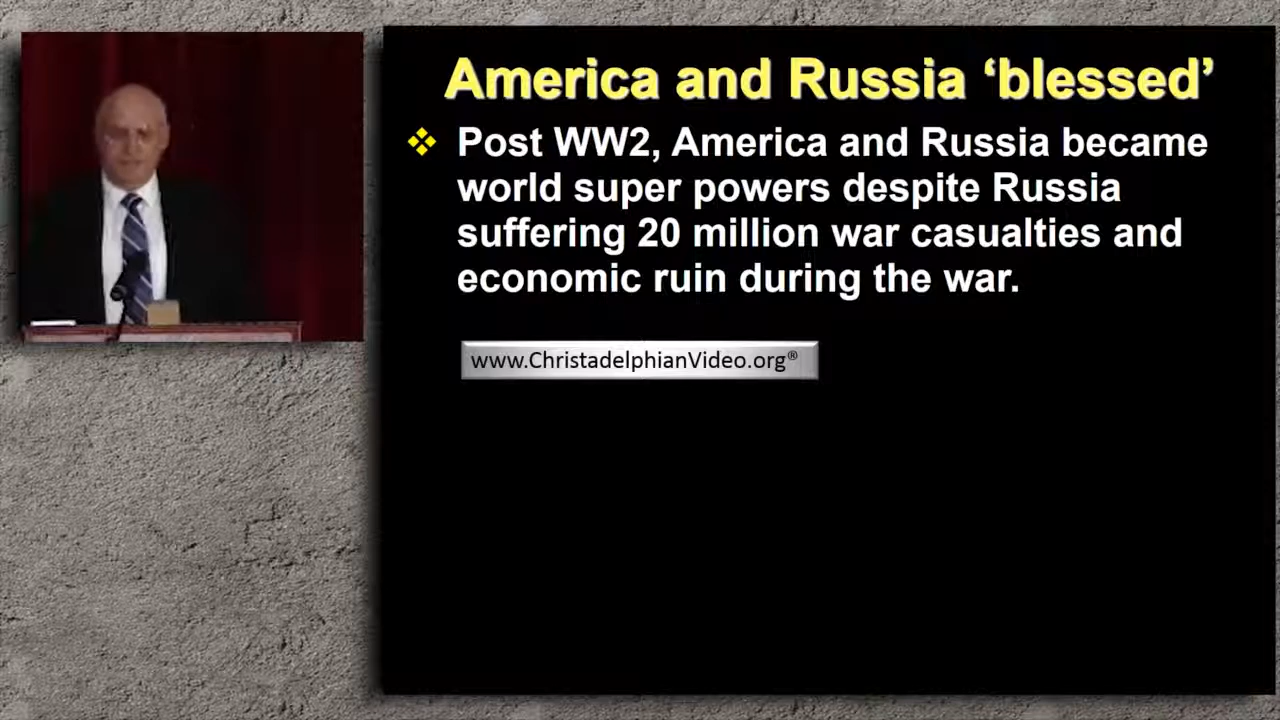 America and Russia ‘blessed’
Post WW2, America and Russia became
world super powers despite Russia
suffering 20 million war casualties and
economic ruin during the war.
www.ChristadelphianVideo.org®